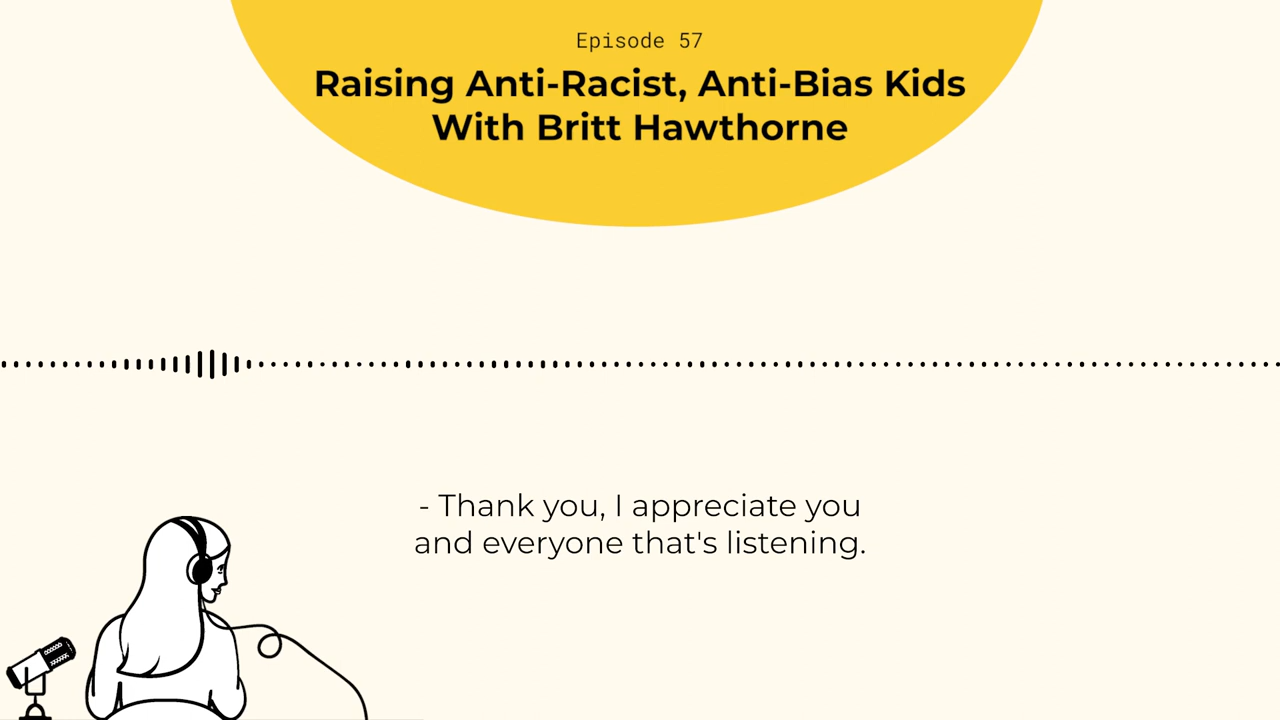 Episode 57
Raising Anti-Racist, Anti-Bias Kids
With Britt Hawthorne
- Thank you, I appreciate you
and everyone that's listening.